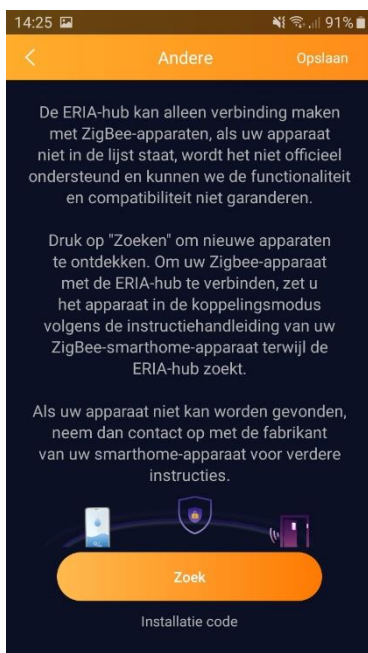 14:25 91%
Andere Opslaan
De ERIA-hub kan alleen verbinding maken
met ZigBee-apparaten, als uw apparaat
niet in de lijst staat, wordt het niet officieel
ondersteund en kunnen we de functionaliteit
en compatibiliteit niet garanderen.
Druk op "Zoeken" om nieuwe apparaten
te ontdekken. Om uw Zigbee-apparaat
met de ERIA-hub te verbinden, zet u
het apparaat in de koppelingsmodus
volgens de instructiehandleiding van uw
ZigBee-smarthome-apparaat terwijl de
ERIA-hub zoekt.
Als uw apparaat niet kan worden gevonden,
neem dan contact op met de fabrikant
van uw smarthome-apparaat voor verdere
instructies.
Zoek
Installatie code